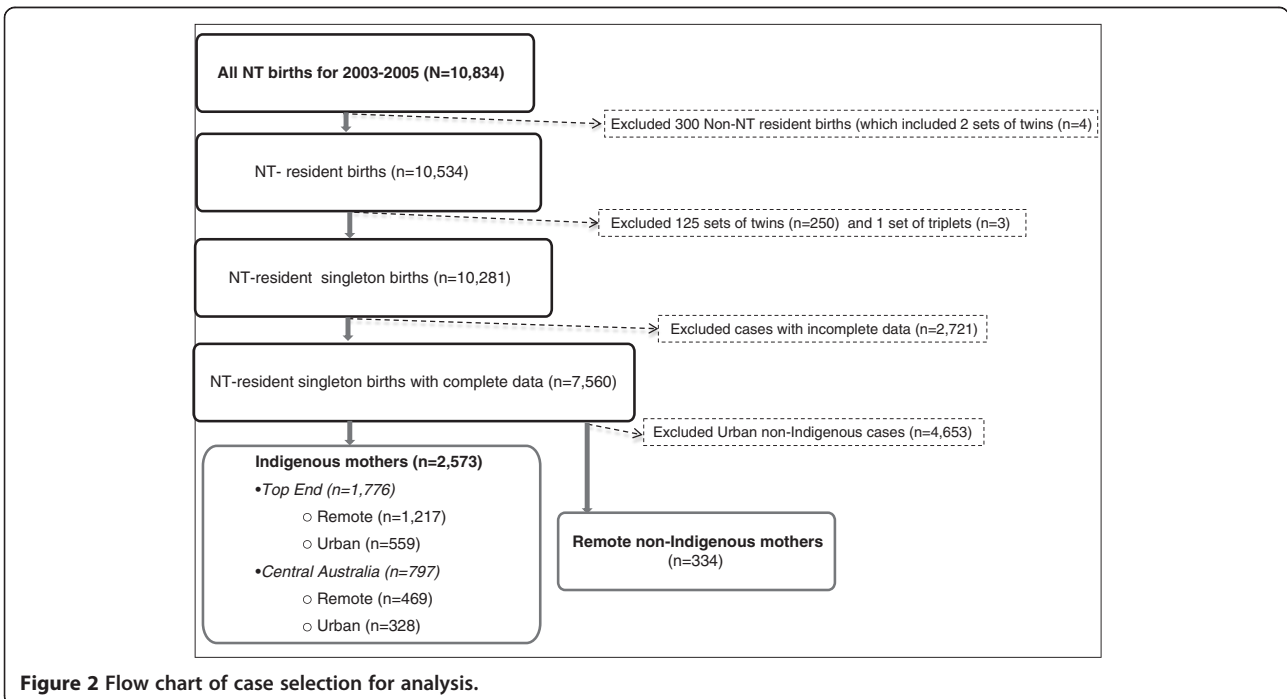 All NT births for 2003-2005 (N=10,834)
Excluded 300 Non-NT resident births (which included 2 sets of twins (n=4)
NT- resident births (n=10,534)
Excluded 125 sets of twins (n=250) and 1 set of triplets (n=3)
NT-resident singleton births (n=10,281)
Excluded cases with incomplete data (n=2,721)
NT-resident singleton births with complete data (n=7,560)
Excluded Urban non-Indigenous cases (n=4,653)
Indigenous mothers (n=2,573)
•Top End (n=1,776)
○ Remote (n=1,217)
○ Urban (n=559)
•Central Australia (n=797)
○ Remote (n=469)
○ Urban (n=328)
Remote non-Indigenous mothers
(n=334)
Figure 2 Flow chart of case selection for analysis.